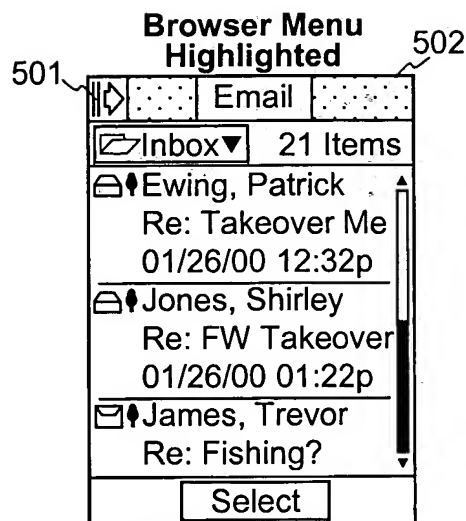 Browser Menu
Highlighted
501
502
Email
Inbox▼ 21 Items
Ewing, Patrick
Re: Takeover Me
01/26/00 12:32p
Jones, Shirley
Re: FW Takeover
01/26/00 01:22p
James, Trevor
Re: Fishing?
Select